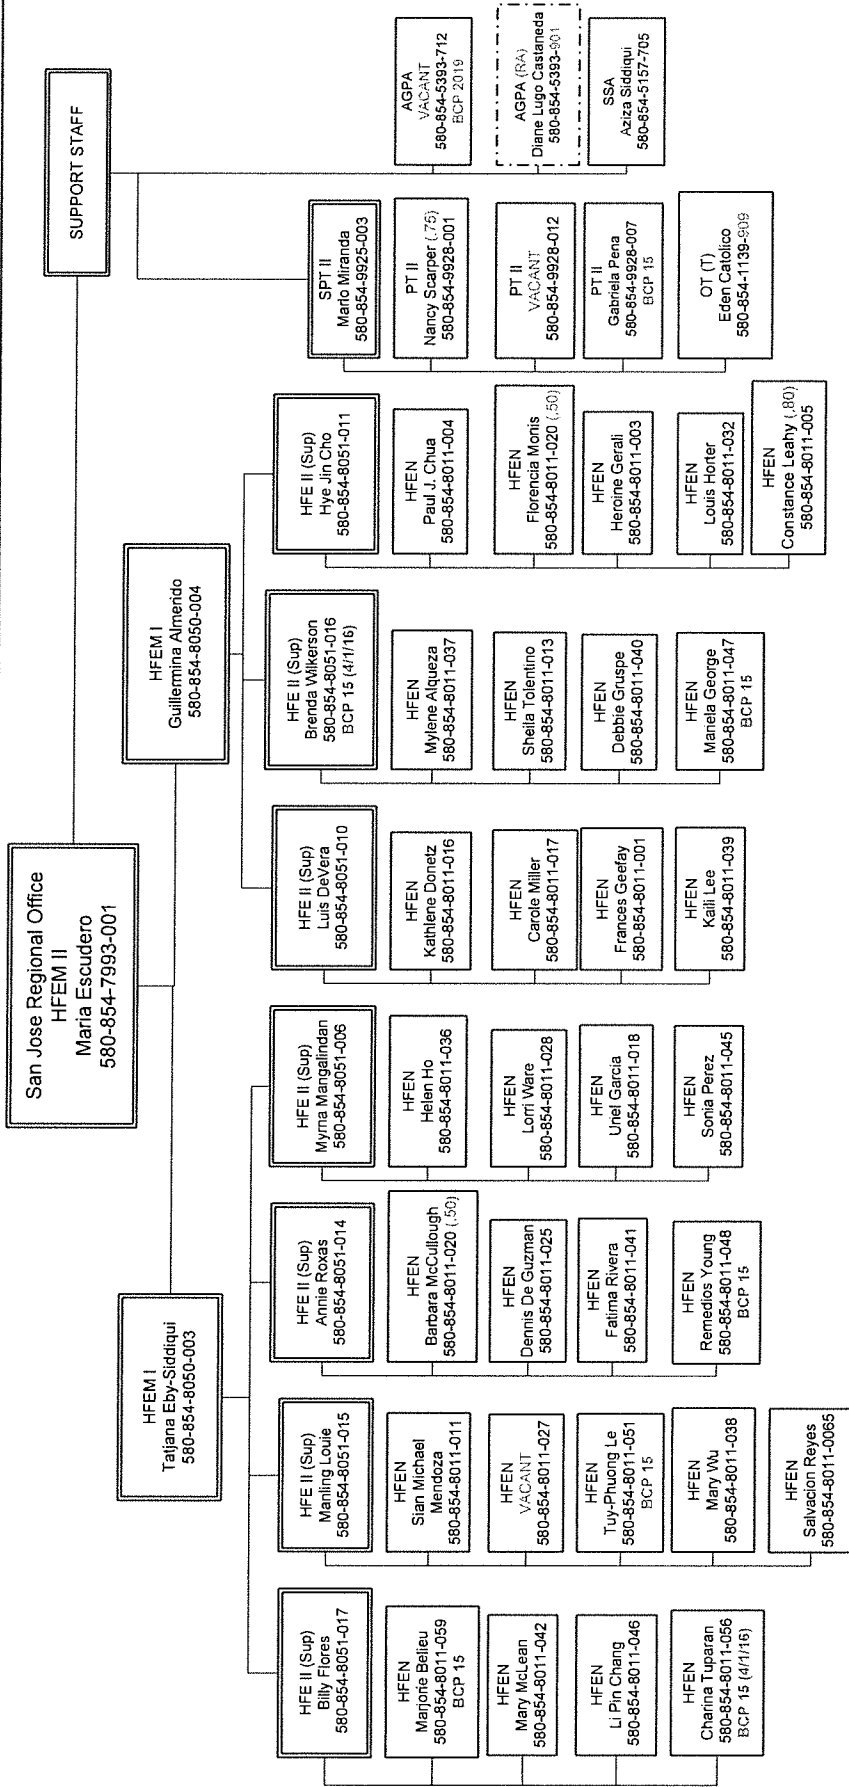 San Jose Regional Office
HFEM II
Maria Escudero
580-854-7993-001
HFEM I
Tatjana Eby-Siddiqui
580-854-8050-003
HFEM I
Guillermina Almerido
580-854-8050-004
SUPPORT STAFF
HFE II (Sup)
Billy Flores
580-854-8051-017
HFEN
Marjorie Belieu
580-854-8011-059
BCP 15
HFEN
Mary McLean
580-854-8011-042
HFEN
Li Pin Chang
580-854-8011-046
HFEN
Charina Tuparan
580-854-8011-056
BCP 15 (4/1/16)
HFE II (Sup)
Manling Louie
580-854-8051-015
HFEN
Sian Michael
Mendoza
580-854-8011-011
HFEN
VACANT
580-854-8011-027
HFEN
Tuy-Phuong Le
580-854-8011-051
BCP 15
HFEN
Mary Wu
580-854-8011-038
HFEN
Salvacion Reyes
580-854-8011-0065
HFE II (Sup)
Annie Roxas
580-854-8051-014
HFEN
Barbara McCullough
580-854-8011-020 (.50)
HFEN
Dennis De Guzman
580-854-8011-025
HFEN
Fatima Rivera
580-854-8011-041
HFEN
Remedios Young
580-854-8011-048
BCP 15
HFE II (Sup)
Myrna Mangalindan
580-854-8051-006
HFEN
Helen Ho
580-854-8011-036
HFEN
Lorri Ware
580-854-8011-028
HFEN
Uriel Garcia
580-854-8011-018
HFEN
Sonia Perez
580-854-8011-045
HFE II (Sup)
Luis DeVera
580-854-8051-010
HFEN
Kathlene Donetz
580-854-8011-016
HFEN
Carole Miller
580-854-8011-017
HFEN
Frances Geefay
580-854-8011-001
HFEN
Kaili Lee
580-854-8011-039
HFE II (Sup)
Brenda Wilkerson
580-854-8051-016
BCP 15 (4/1/16)
HFEN
Mylene Alqueza
580-854-8011-037
HFEN
Sheila Tolentino
580-854-8011-013
HFEN
Debbie Gruspe
580-854-8011-040
HFEN
Mariela George
580-854-8011-047
BCP 15
HFE II (Sup)
Hye Jin Cho
580-854-8051-011
HFEN
Paul J. Chua
580-854-8011-004
HFEN
Florencia Monis
580-854-8011-020 (.50)
HFEN
Heroine Gerali
580-854-8011-003
HFEN
Louis Horter
580-854-8011-032
HFEN
Constance Leahy (.80)
580-854-8011-005
SPT II
Marlo Miranda
580-854-9925-003
PT II
Nancy Scarper (.75)
580-854-9928-001
PT II
VACANT
580-854-9928-012
PT II
Gabriela Pena
580-854-9928-007
BCP 15
OT (T)
Eden Catolico
580-854-1139-909
AGPA
VACANT
580-854-5393-712
BCP 2019
AGPA (RA)
Diane Lugo Castaneda
580-854-5393-901
SSA
Aziza Siddiqui
580-854-5157-705